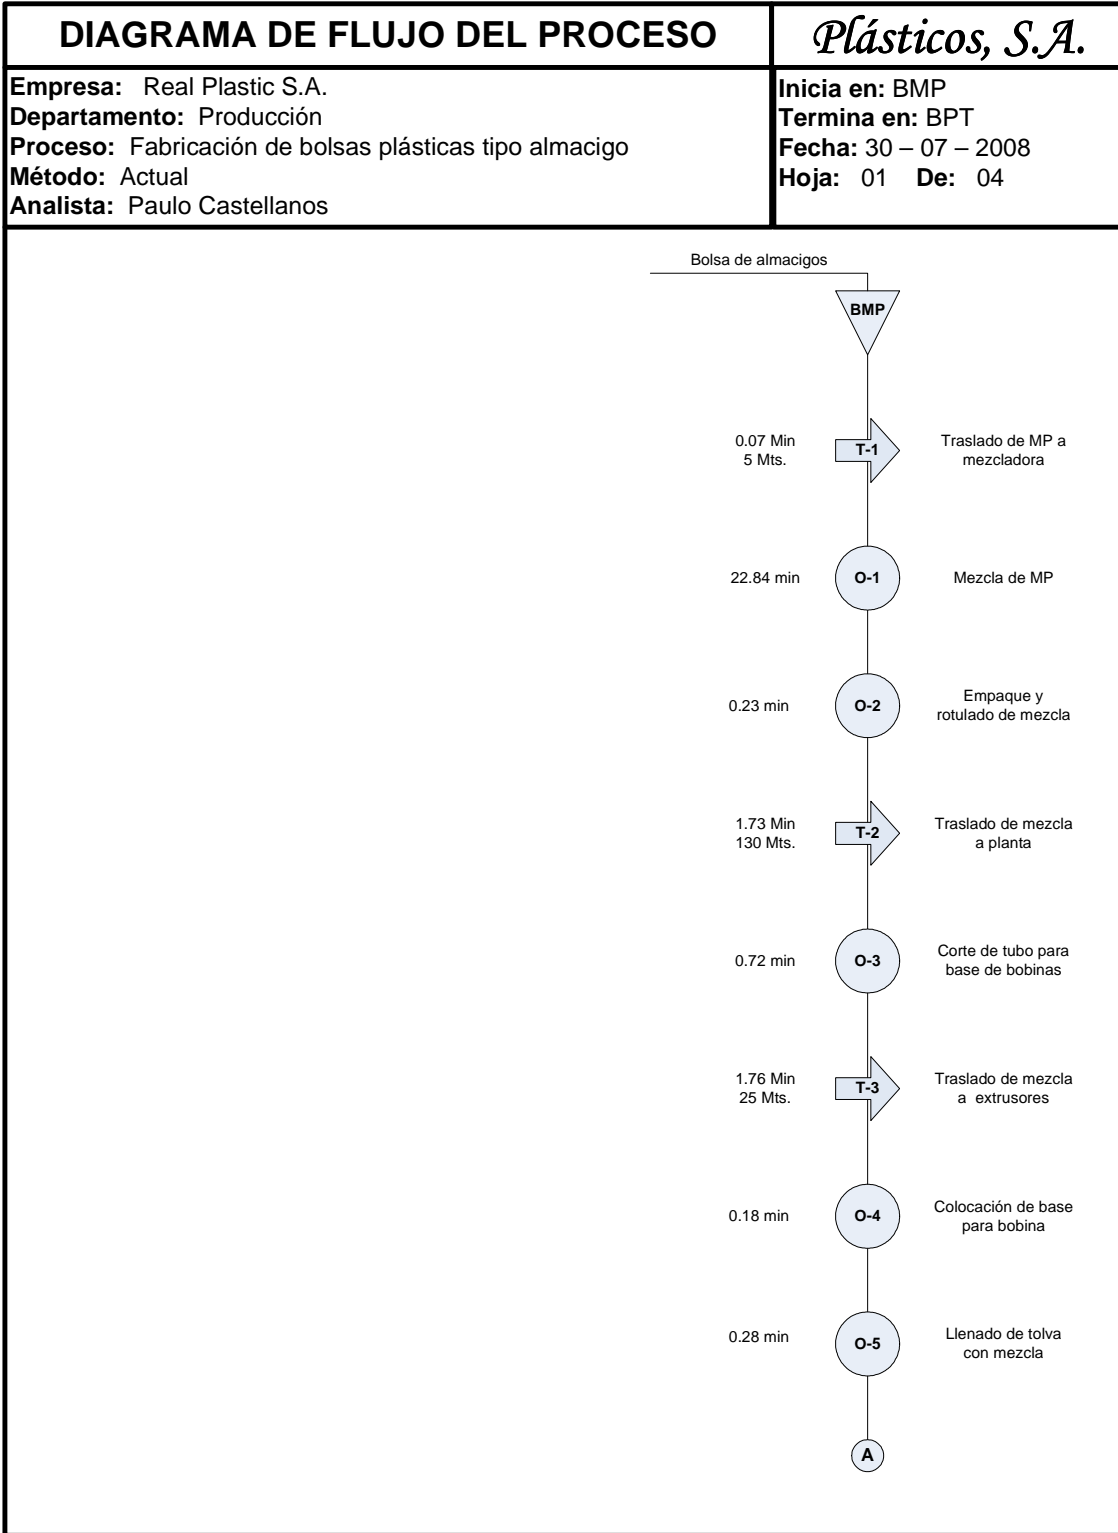 DIAGRAMA DE FLUJO DEL PROCESO
Plásticos, S.A.
Empresa: Real Plastic S.A.
Departamento: Producción
Proceso: Fabricación de bolsas plásticas tipo almacigo
Método: Actual
Analista: Paulo Castellanos
Inicia en: BMP
Termina en: BPT
Fecha: 30 – 07 – 2008
Hoja: 01 De: 04
Bolsa de almacigos
BMP
0.07 Min
5 Mts.
T-1
Traslado de MP a
mezcladora
22.84 min
O-1
Mezcla de MP
0.23 min
O-2
Empaque y
rotulado de mezcla
1.73 Min
130 Mts.
T-2
Traslado de mezcla
a planta
0.72 min
O-3
Corte de tubo para
base de bobinas
1.76 Min
25 Mts.
T-3
Traslado de mezcla
a extrusores
0.18 min
O-4
Colocación de base
para bobina
0.28 min
O-5
Llenado de tolva
con mezcla
A